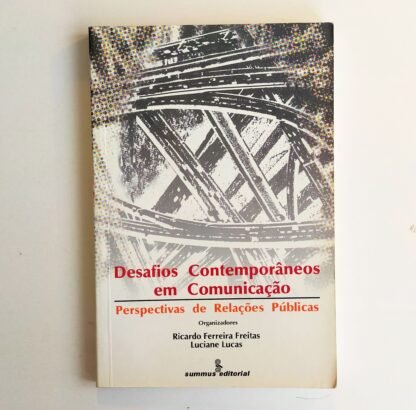 Desafios Contemporâneos
em Comunicação
Perspectivas de Relações Públicas
Organizadores
Ricardo Ferreira Freitas
Luciane Lucas
summus editorial